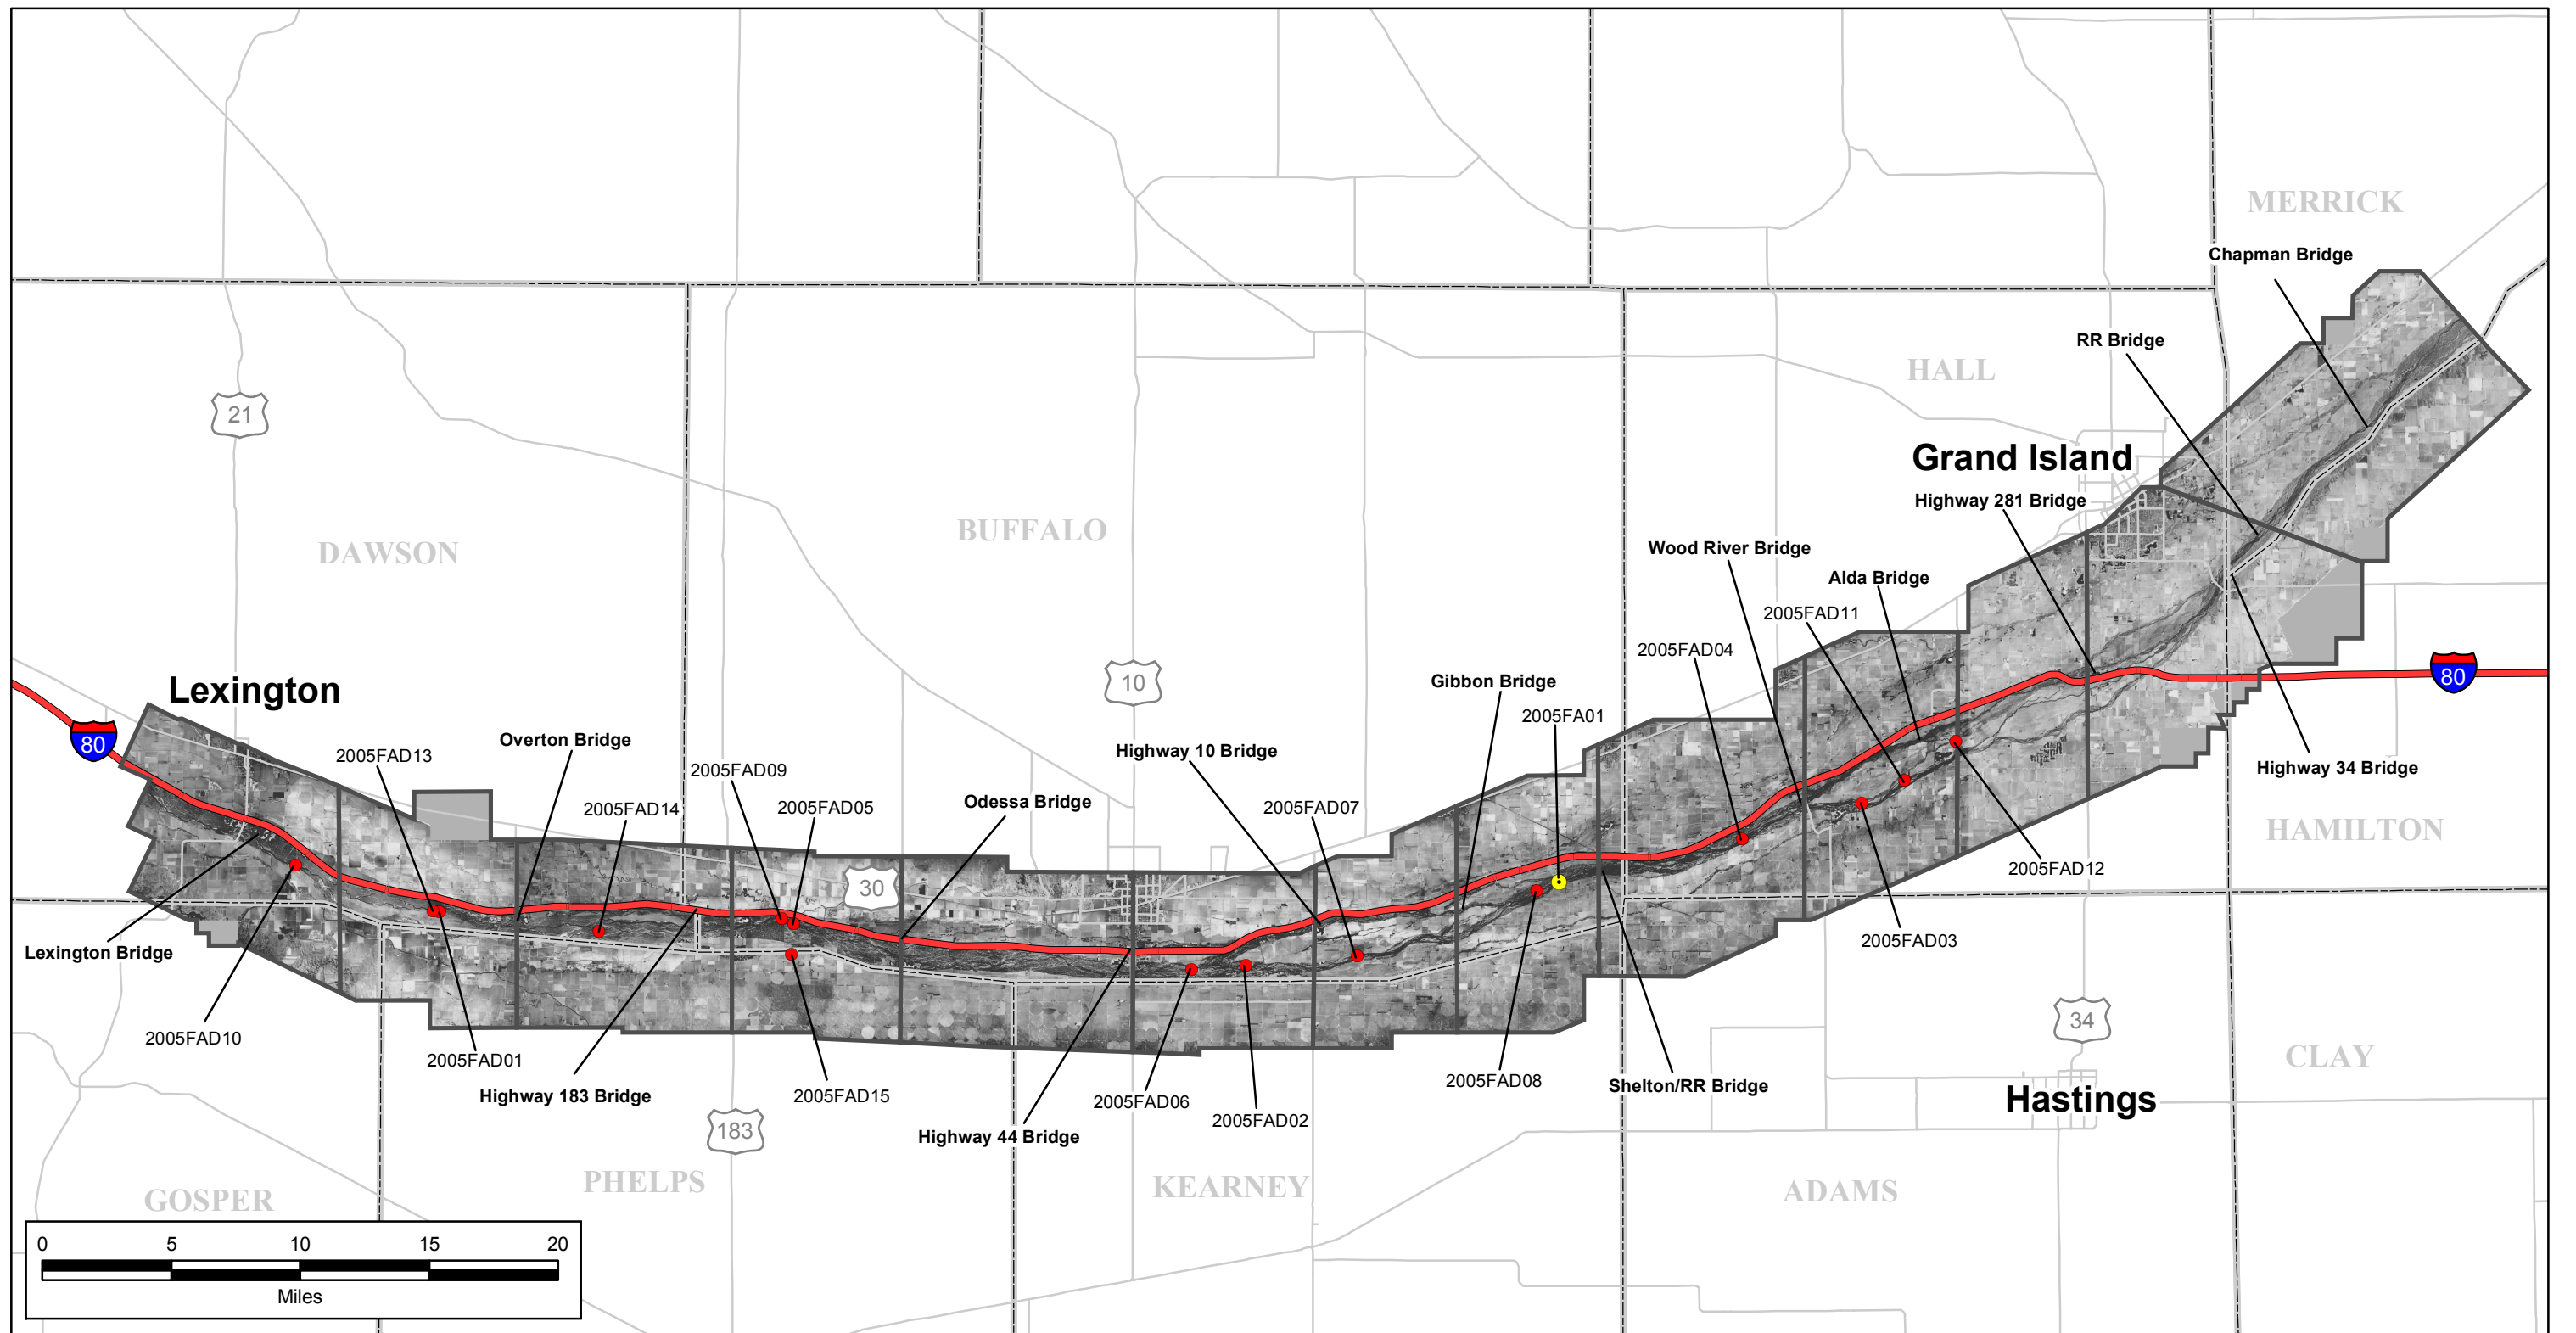 MERRICK
Chapman Bridge
RR Bridge
HALL
21
Grand Island
Highway 281 Bridge
BUFFALO
DAWSON
Wood River Bridge
Alda Bridge
2005FAD11
2005FAD04
10
Gibbon Bridge
80
Lexington
2005FA01
80
Overton Bridge
Highway 10 Bridge
2005FAD13
2005FAD09
Highway 34 Bridge
Odessa Bridge
2005FAD14
2005FAD05
2005FAD07
HAMILTON
2005FAD12
30
2005FAD03
Lexington Bridge
34
2005FAD10
2005FAD01
CLAY
2005FAD08
Shelton/RR Bridge
Highway 183 Bridge
2005FAD15
2005FAD06
Hastings
2005FAD02
183
Highway 44 Bridge
PHELPS
KEARNEY
ADAMS
GOSPER
0 5 10 15 20
Miles